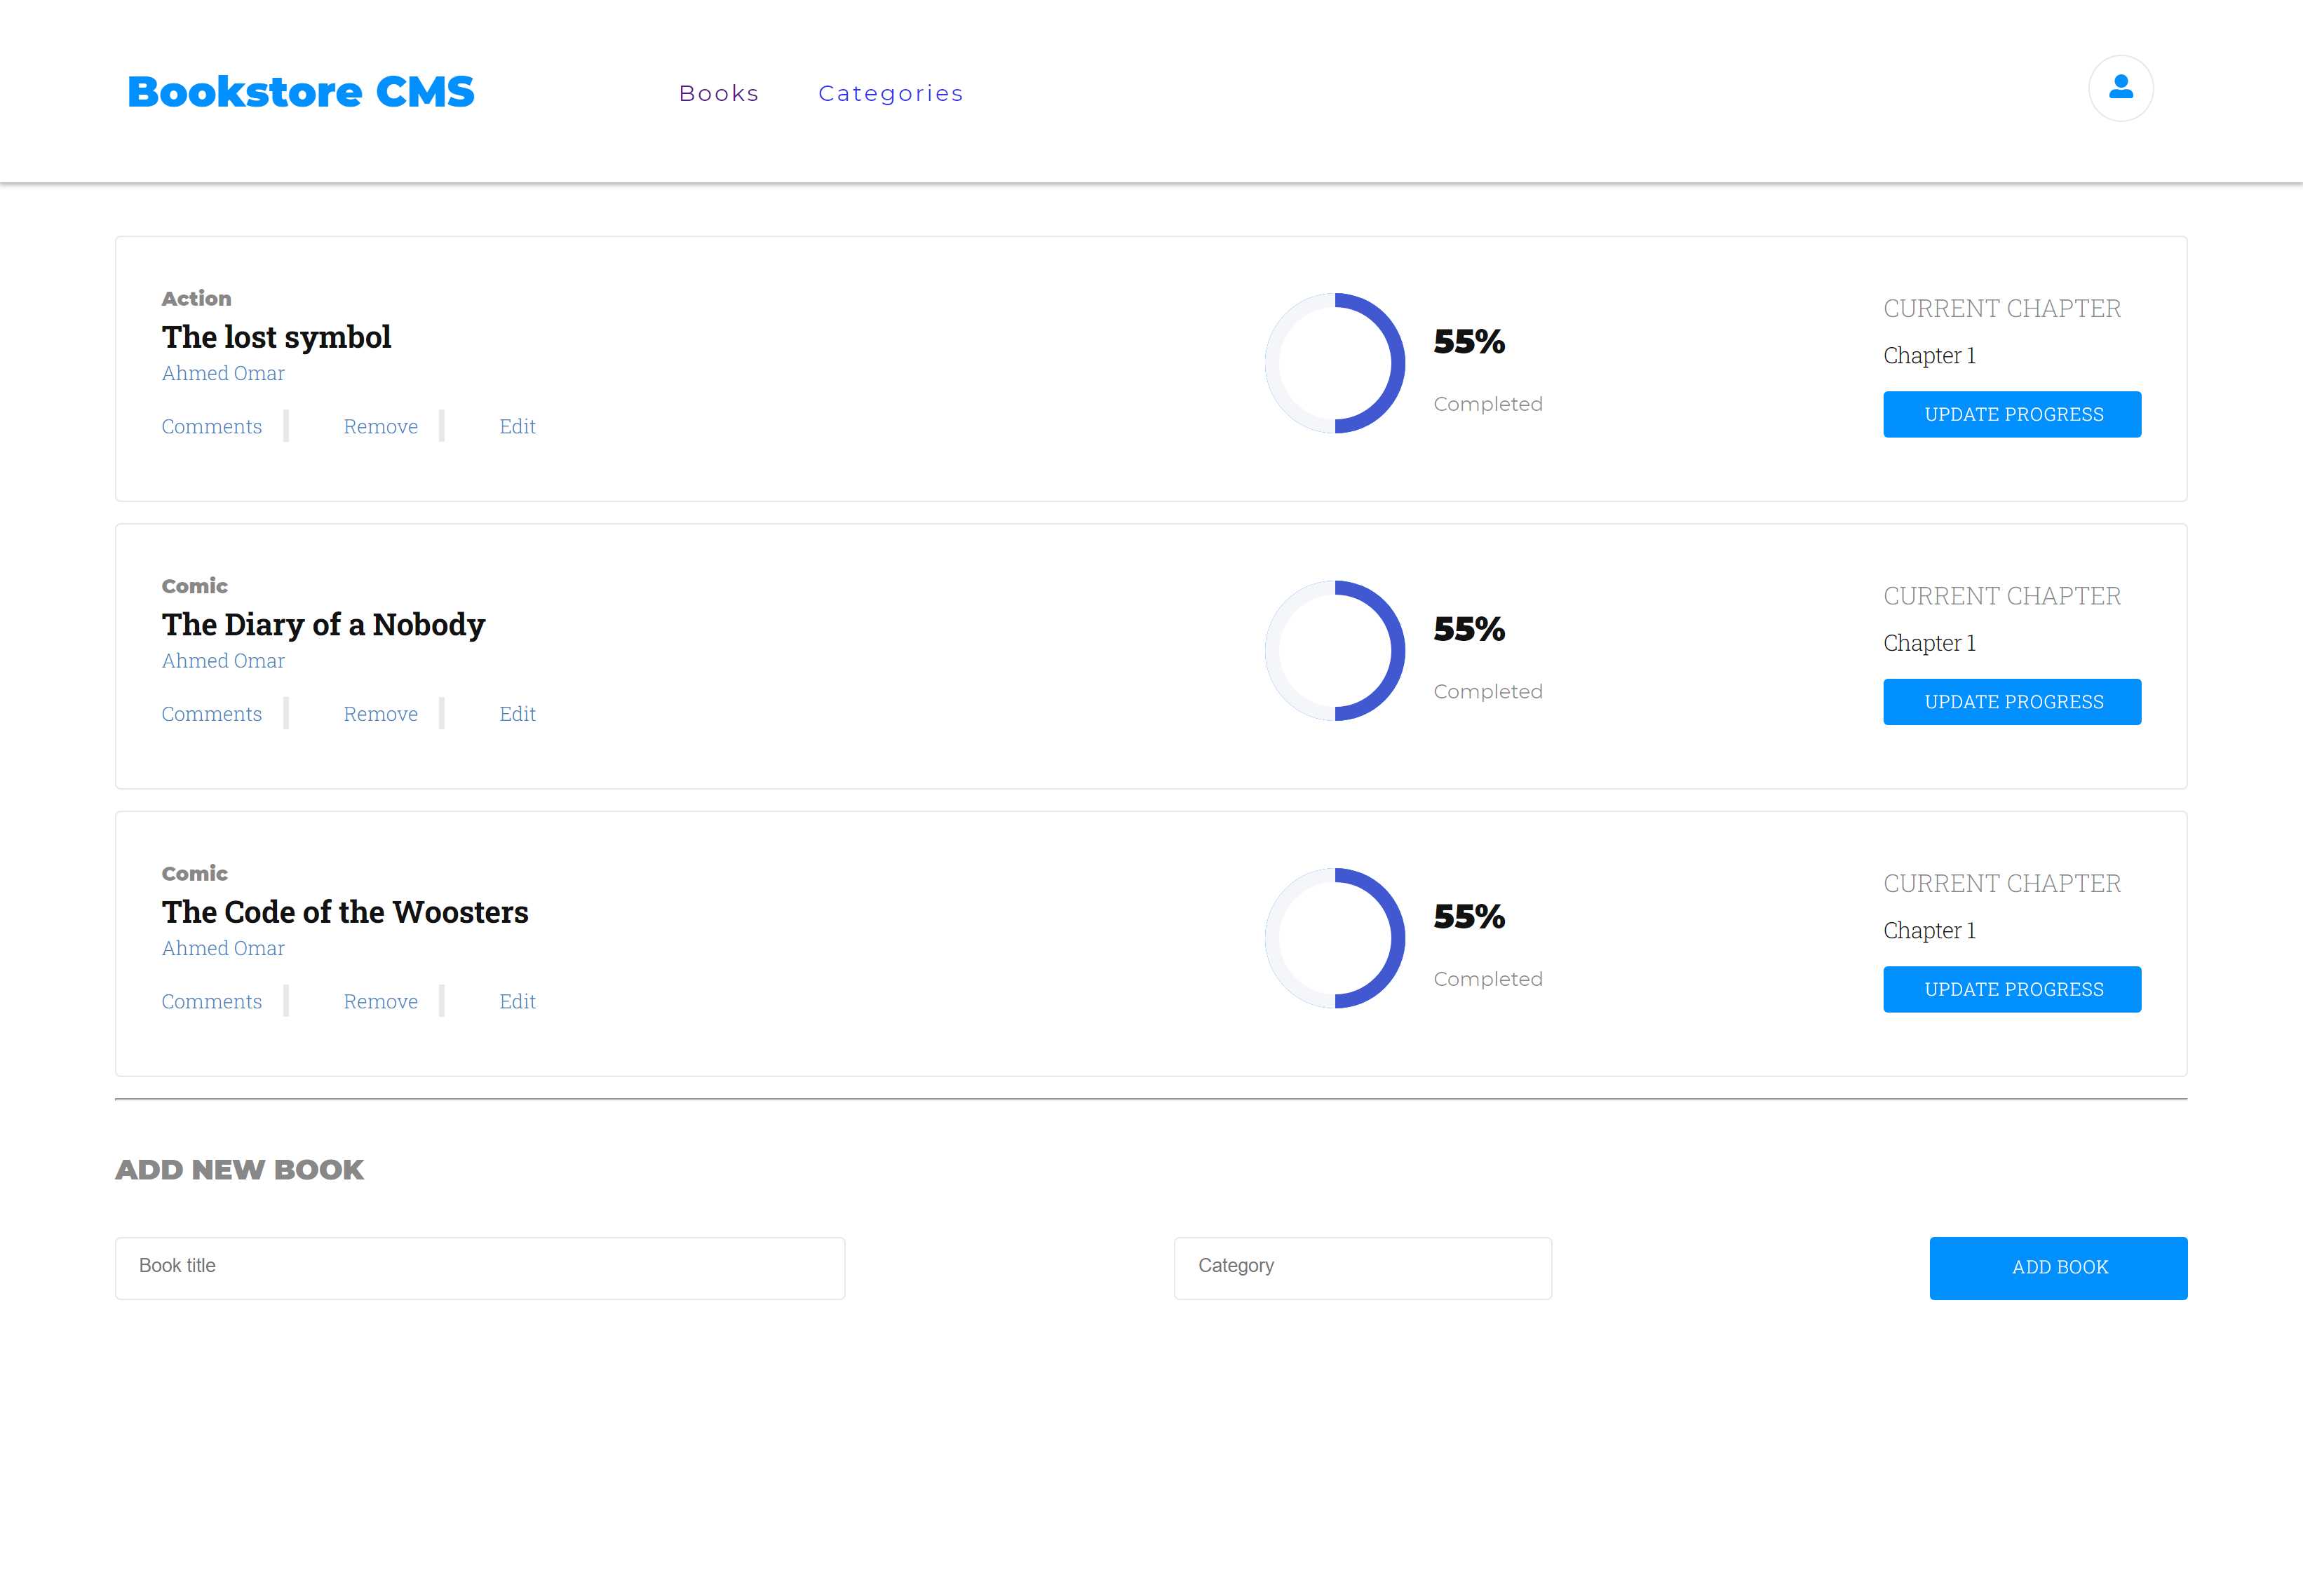 Bookstore CMS
Books Categories
Action
The lost symbol
Ahmed Omar
Comments Remove Edit
55%
Completed
CURRENT CHAPTER
Chapter 1
UPDATE PROGRESS
Comic
The Diary of a Nobody
Ahmed Omar
Comments Remove Edit
55%
Completed
CURRENT CHAPTER
Chapter 1
UPDATE PROGRESS
Comic
The Code of the Woosters
Ahmed Omar
Comments Remove Edit
55%
Completed
CURRENT CHAPTER
Chapter 1
UPDATE PROGRESS
ADD NEW BOOK
Book title
Category
ADD BOOK